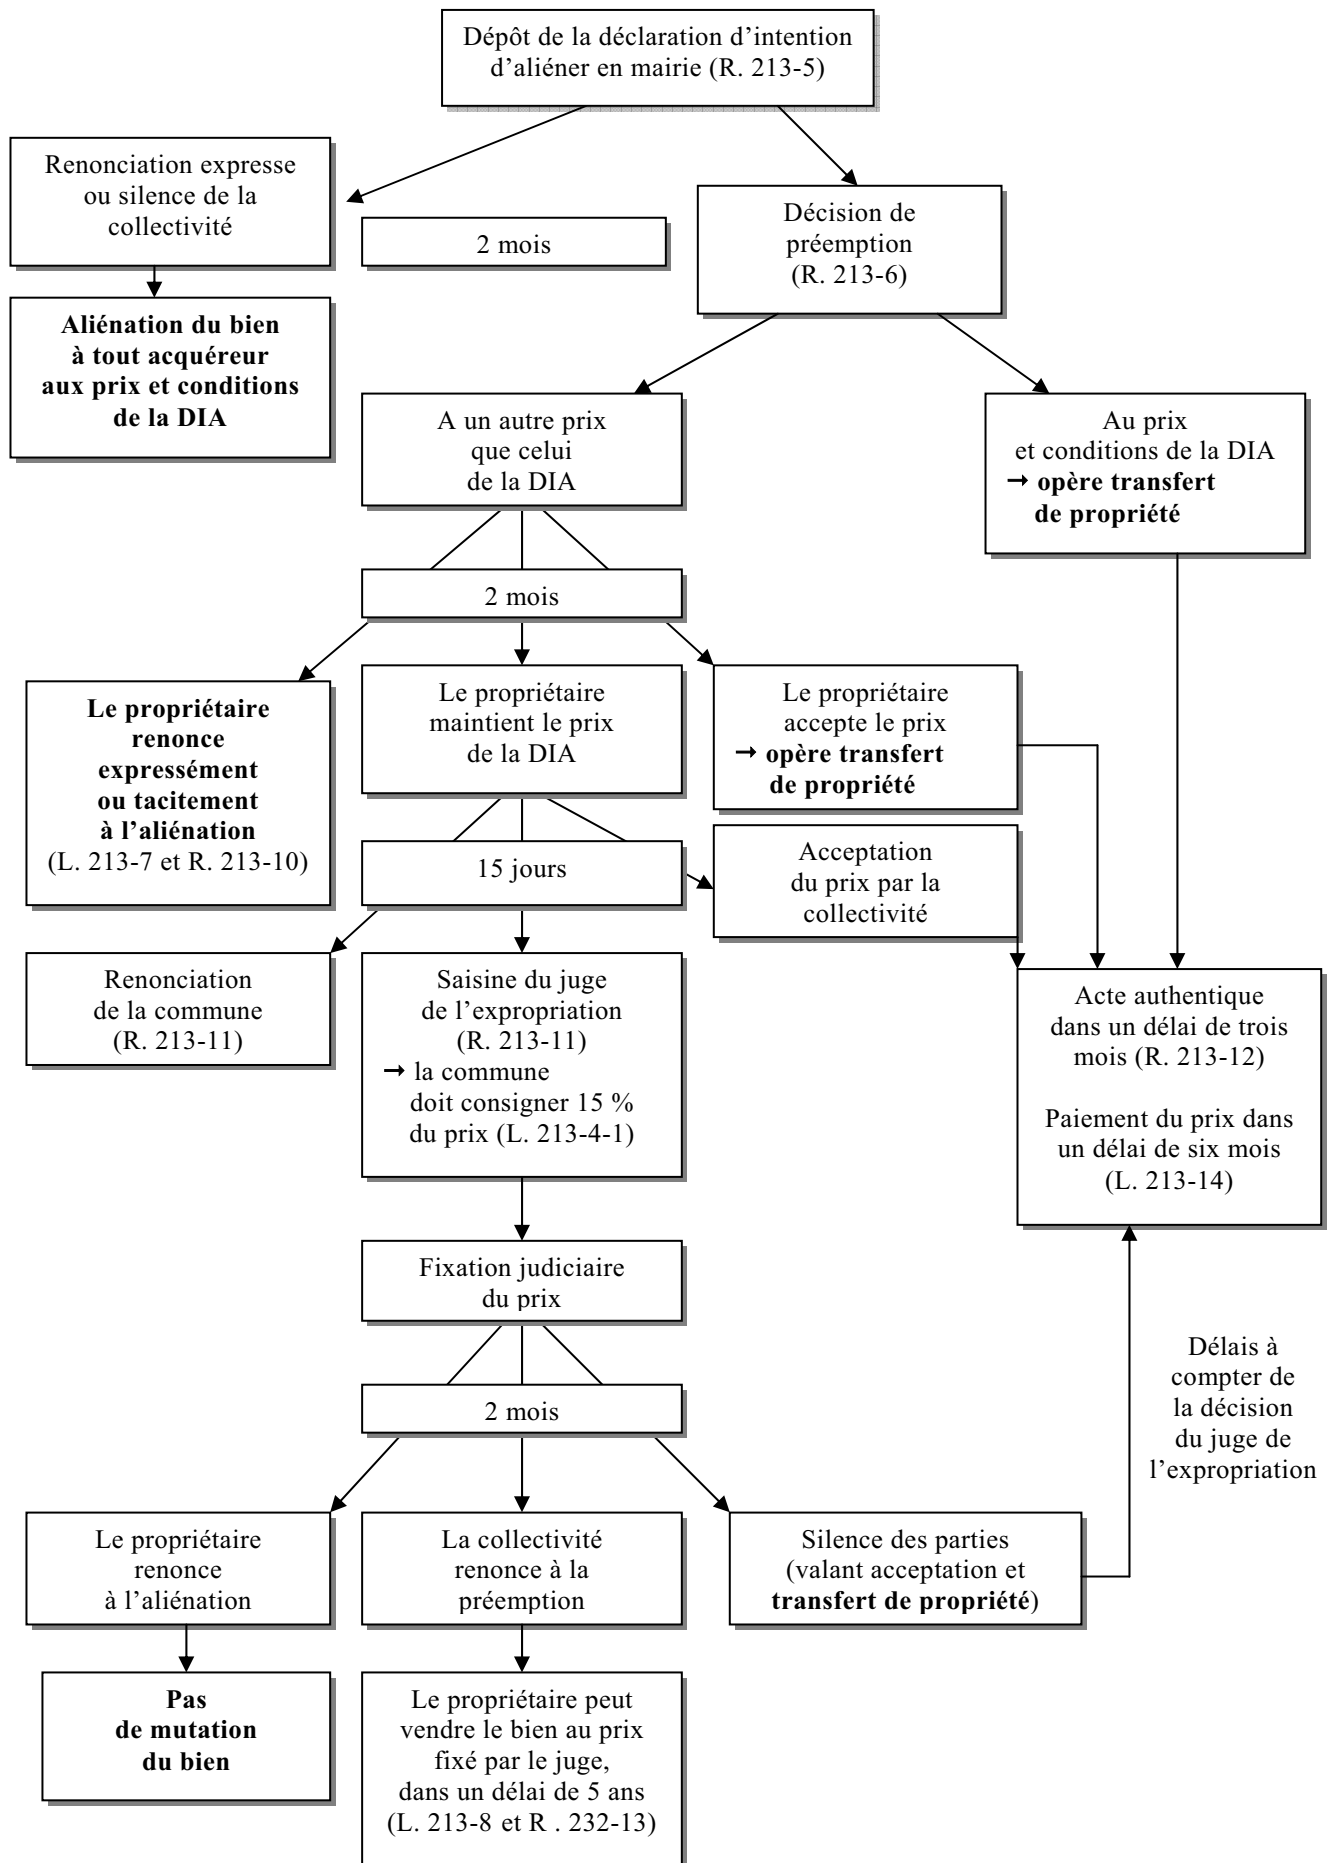 Dépôt de la déclaration d’intention
d’aliéner en mairie (R. 213-5)
Renonciation expresse
ou silence de la
collectivité
2 mois
Décision de
préemption
(R. 213-6)
Aliénation du bien
à tout acquéreur
aux prix et conditions
de la DIA
A un autre prix
que celui
de la DIA
Au prix
et conditions de la DIA
→ opère transfert
de propriété
2 mois
Le propriétaire
renonce
expressément
ou tacitement
à l’aliénation
(L. 213-7 et R. 213-10)
Le propriétaire
maintient le prix
de la DIA
Le propriétaire
accepte le prix
→ opère transfert
de propriété
15 jours
Acceptation
du prix par la
collectivité
Renonciation
de la commune
(R. 213-11)
Saisine du juge
de l’expropriation
(R. 213-11)
→ la commune
doit consigner 15 %
du prix (L. 213-4-1)
Acte authentique
dans un délai de trois
mois (R. 213-12)
Paiement du prix dans
un délai de six mois
(L. 213-14)
Fixation judiciaire
du prix
2 mois
Délais à
compter de
la décision
du juge de
l’expropriation
Le propriétaire
renonce
à l’aliénation
La collectivité
renonce à la
préemption
Silence des parties
(valant acceptation et
transfert de propriété)
Pas
de mutation
du bien
Le propriétaire peut
vendre le bien au prix
fixé par le juge,
dans un délai de 5 ans
(L. 213-8 et R . 232-13)